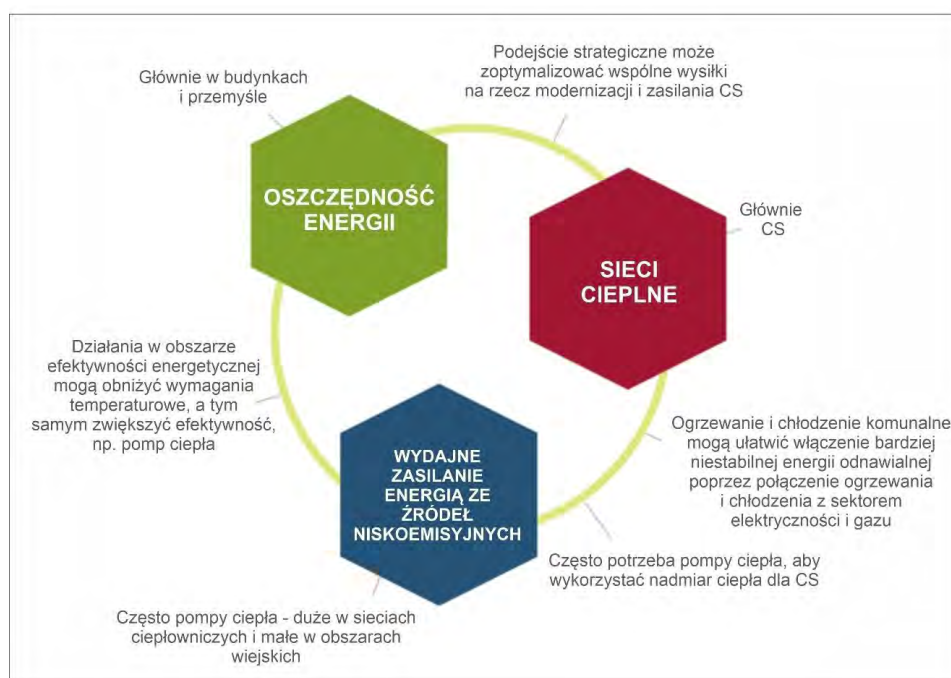 Głównie w budynkach
i przemyśle
Podejście strategiczne może
zoptymalizować wspólne wysiłki
na rzecz modernizacji i zasilania CS
OSZCZĘDNOŚĆ
ENERGII
Głównie
CS
SIECI
CIEPLNE
Działania w obszarze
efektywności energetycznej
mogą obniżyć wymagania
temperaturowe, a tym
samym zwiększyć efektywność,
np. pomp ciepła
WYDAJNE
ZASILANIE
ENERGIĄ ZE
ŹRÓDEŁ
NISKOEMISYJNYCH
Ogrzewanie i chłodzenie komunalne
mogą ułatwić włączenie bardziej
niestabilnej energii odnawialnej
poprzez połączenie ogrzewania
i chłodzenia z sektorem
elektryczności i gazu
Często potrzeba pompy ciepła, aby
wykorzystać nadmiar ciepła dla CS
Często pompy ciepła - duże w sieciach
ciepłowniczych i małe w obszarach
wiejskich